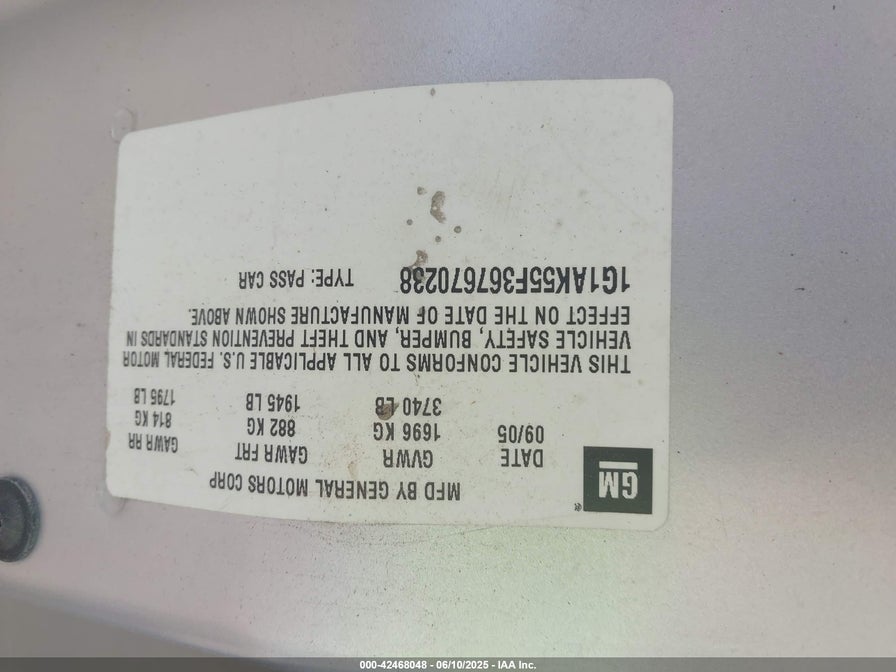 GM
®
MFD BY GENERAL MOTORS CORP
DATE GVWR GAWR FRT GAWR RR
09/05 1696 KG 882 KG 814 KG
3740 LB 1945 LB 1795 LB
THIS VEHICLE CONFORMS TO ALL APPLICABLE U.S. FEDERAL MOTOR
VEHICLE SAFETY, BUMPER, AND THEFT PREVENTION STANDARDS IN
EFFECT ON THE DATE OF MANUFACTURE SHOWN ABOVE.
1G1AK55F367670238 TYPE: PASS CAR
000-42468048 - 06/10/2025 - IAA Inc.